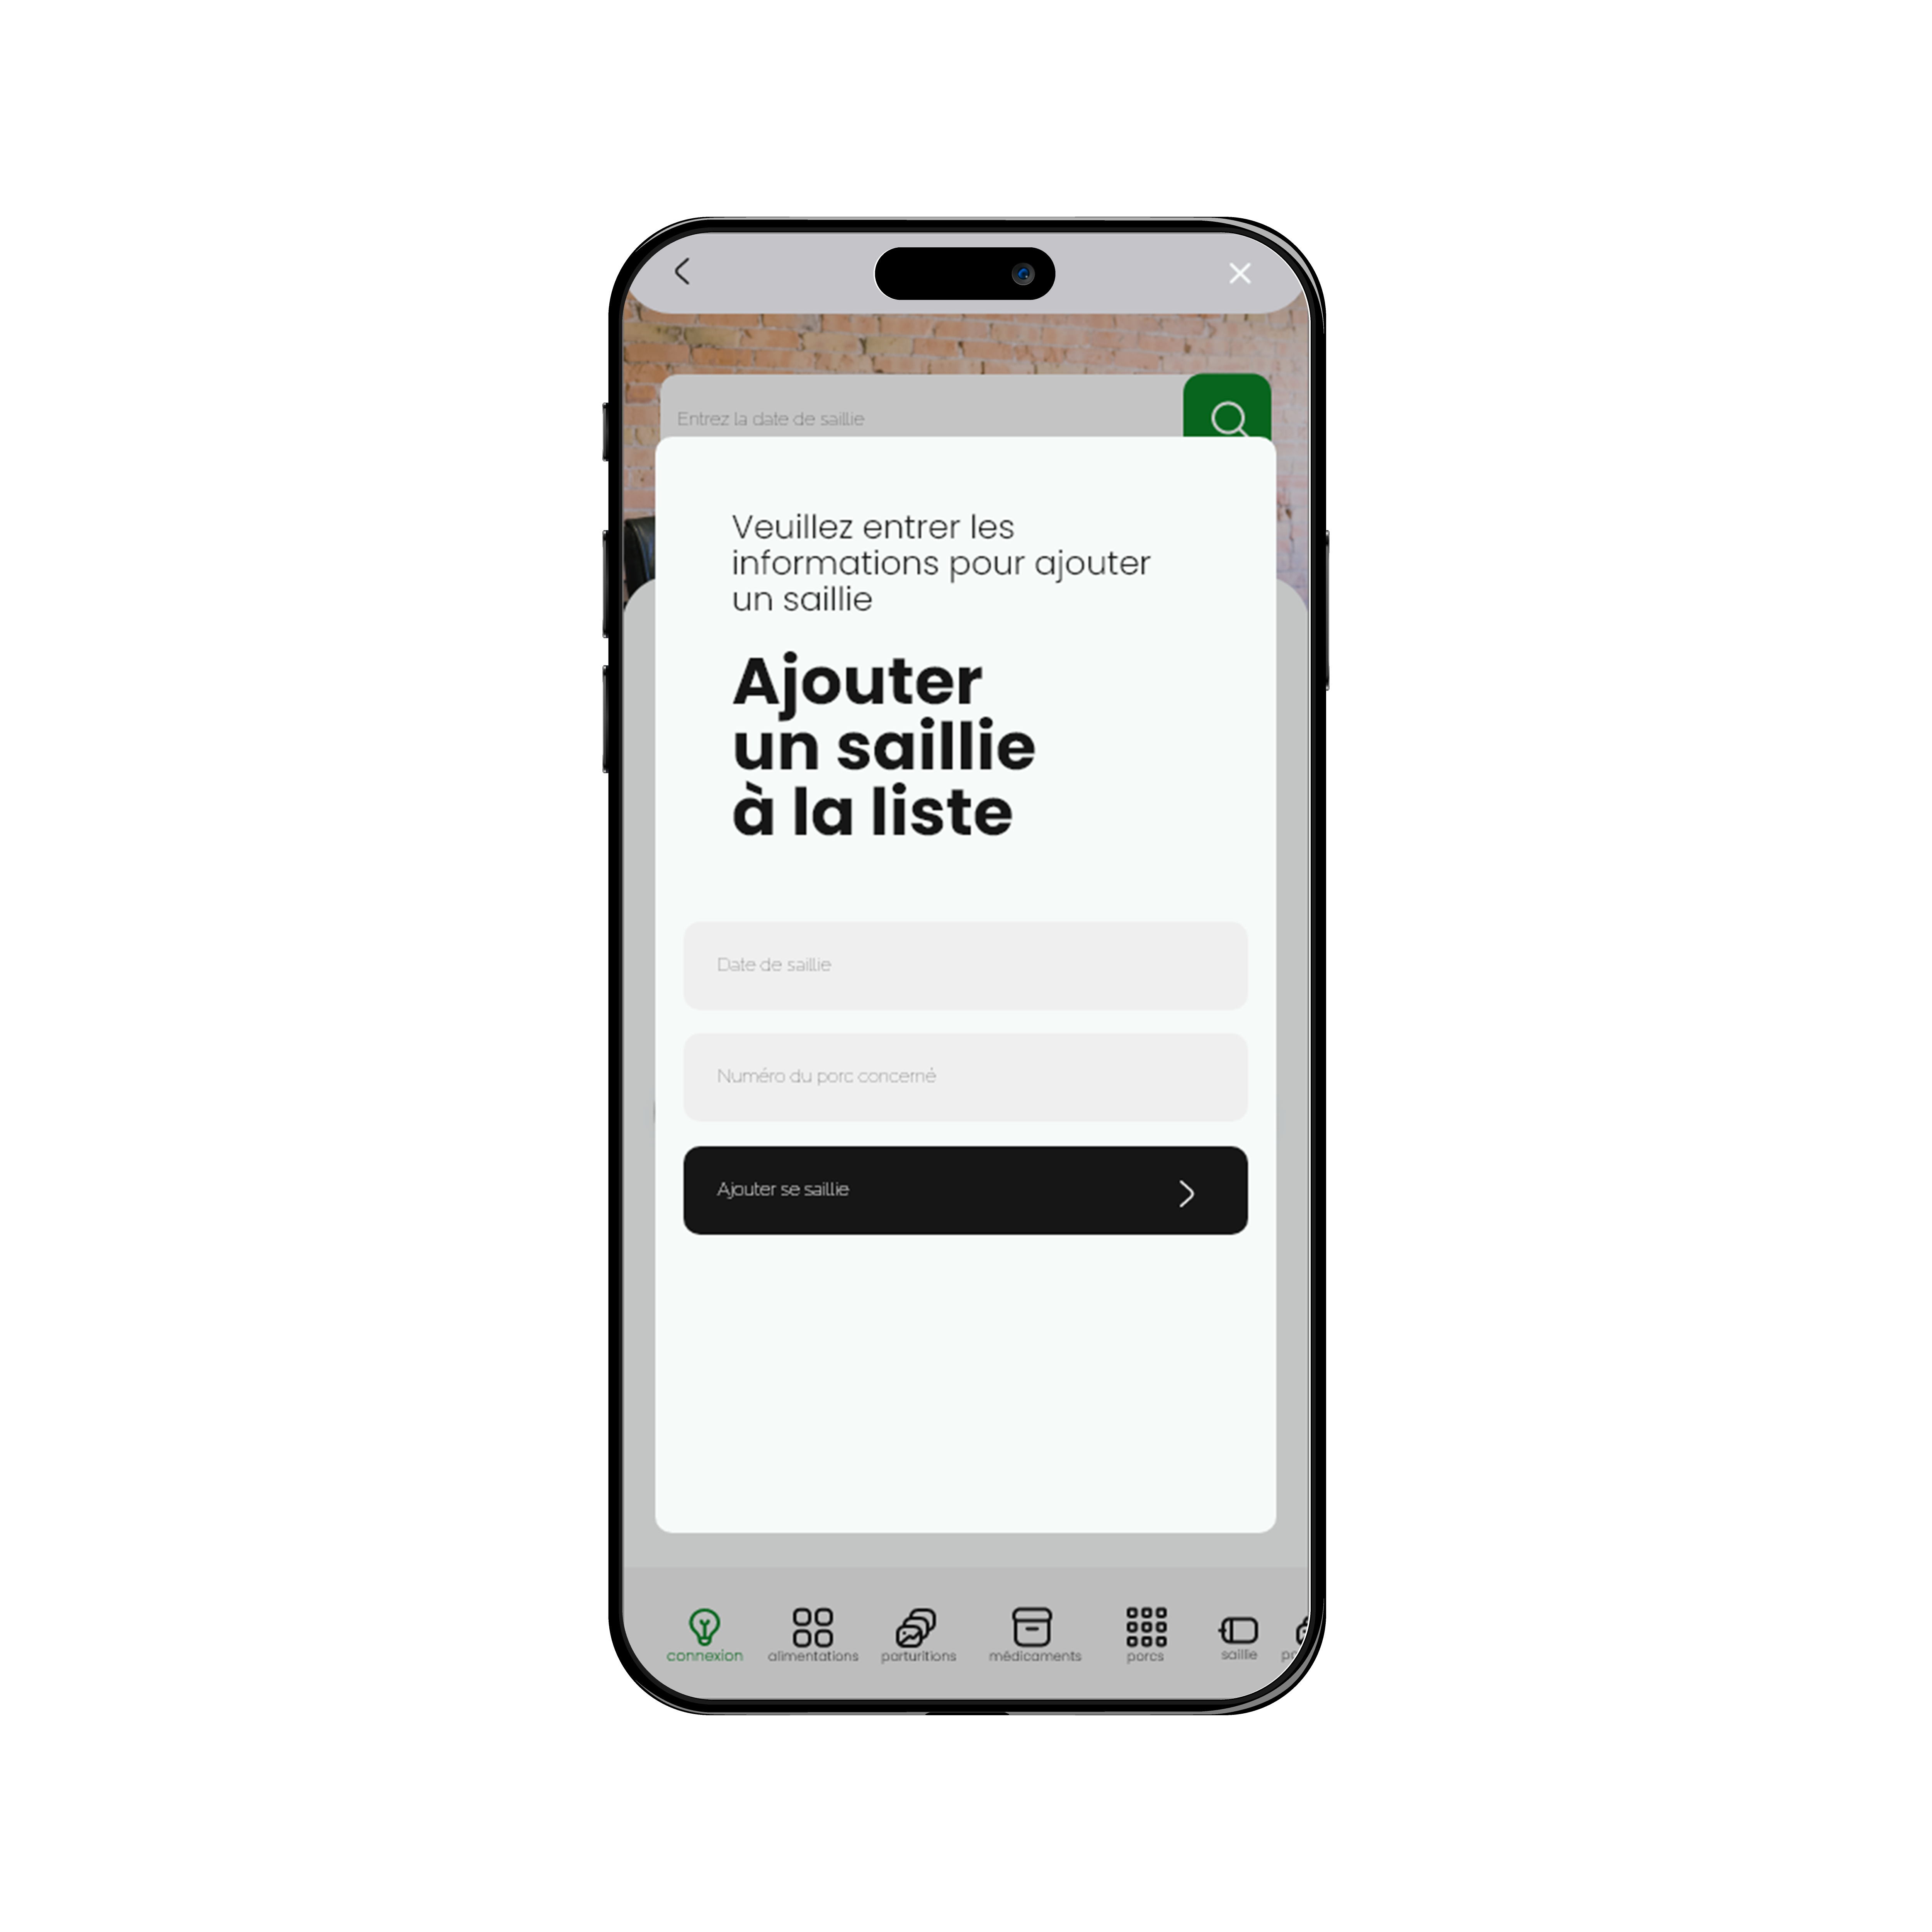 Entrez la date de saillie
Veuillez entrer les
informations pour ajouter
un saillie
Ajouter
un saillie
à la liste
Date de saillie
Numéro du porc concerné
Ajouter se saillie
connexion
alimentations
parturitions
médicaments
porcs
saillie